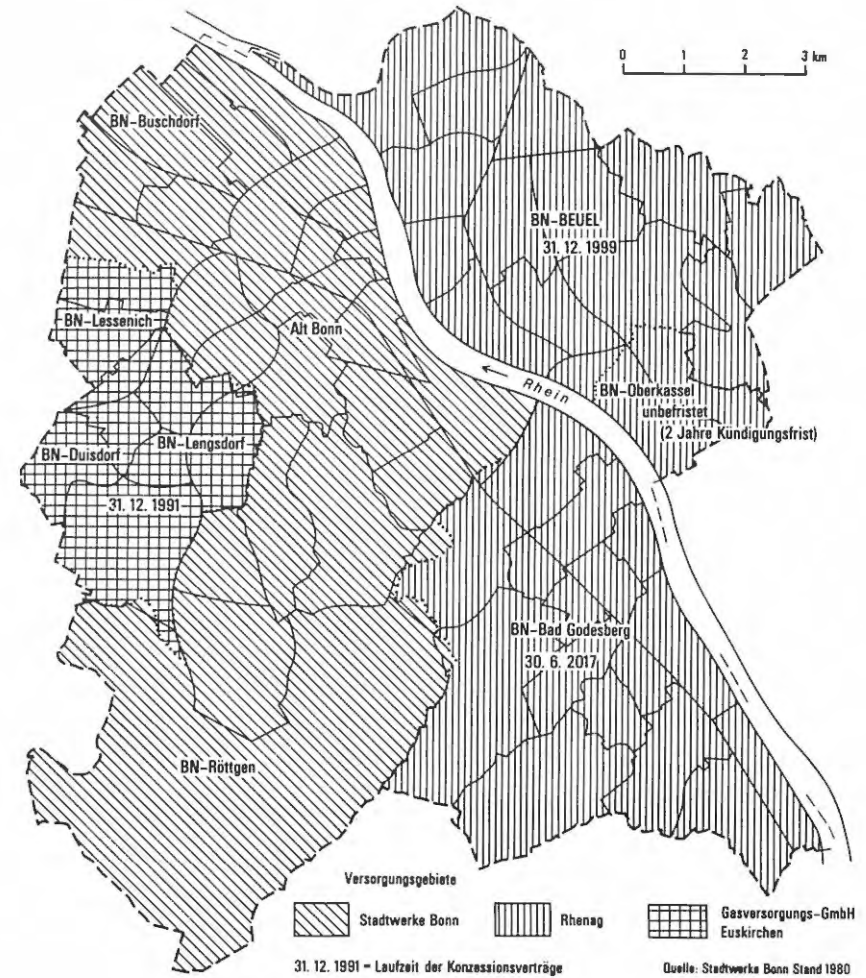 0 1 2 3 km
BN-Buschdorf
BN-BEUEL
31. 12. 1999
BN-Lessenich
Alt Bonn
Rhein
BN-Oberkassel
unbefristet
(2 Jahre Kündigungsfrist)
BN-Duisdorf
BN-Lengsdorf
31. 12. 1991
BN-Bad Godesberg
30. 6. 2017
BN-Röttgen
Versorgungsgebiete
Stadtwerke Bonn
Rhenag
Gasversorgungs-GmbH
Euskirchen
31. 12. 1991 = Laufzeit der Konzessionsverträge
Quelle: Stadtwerke Bonn Stand 1980